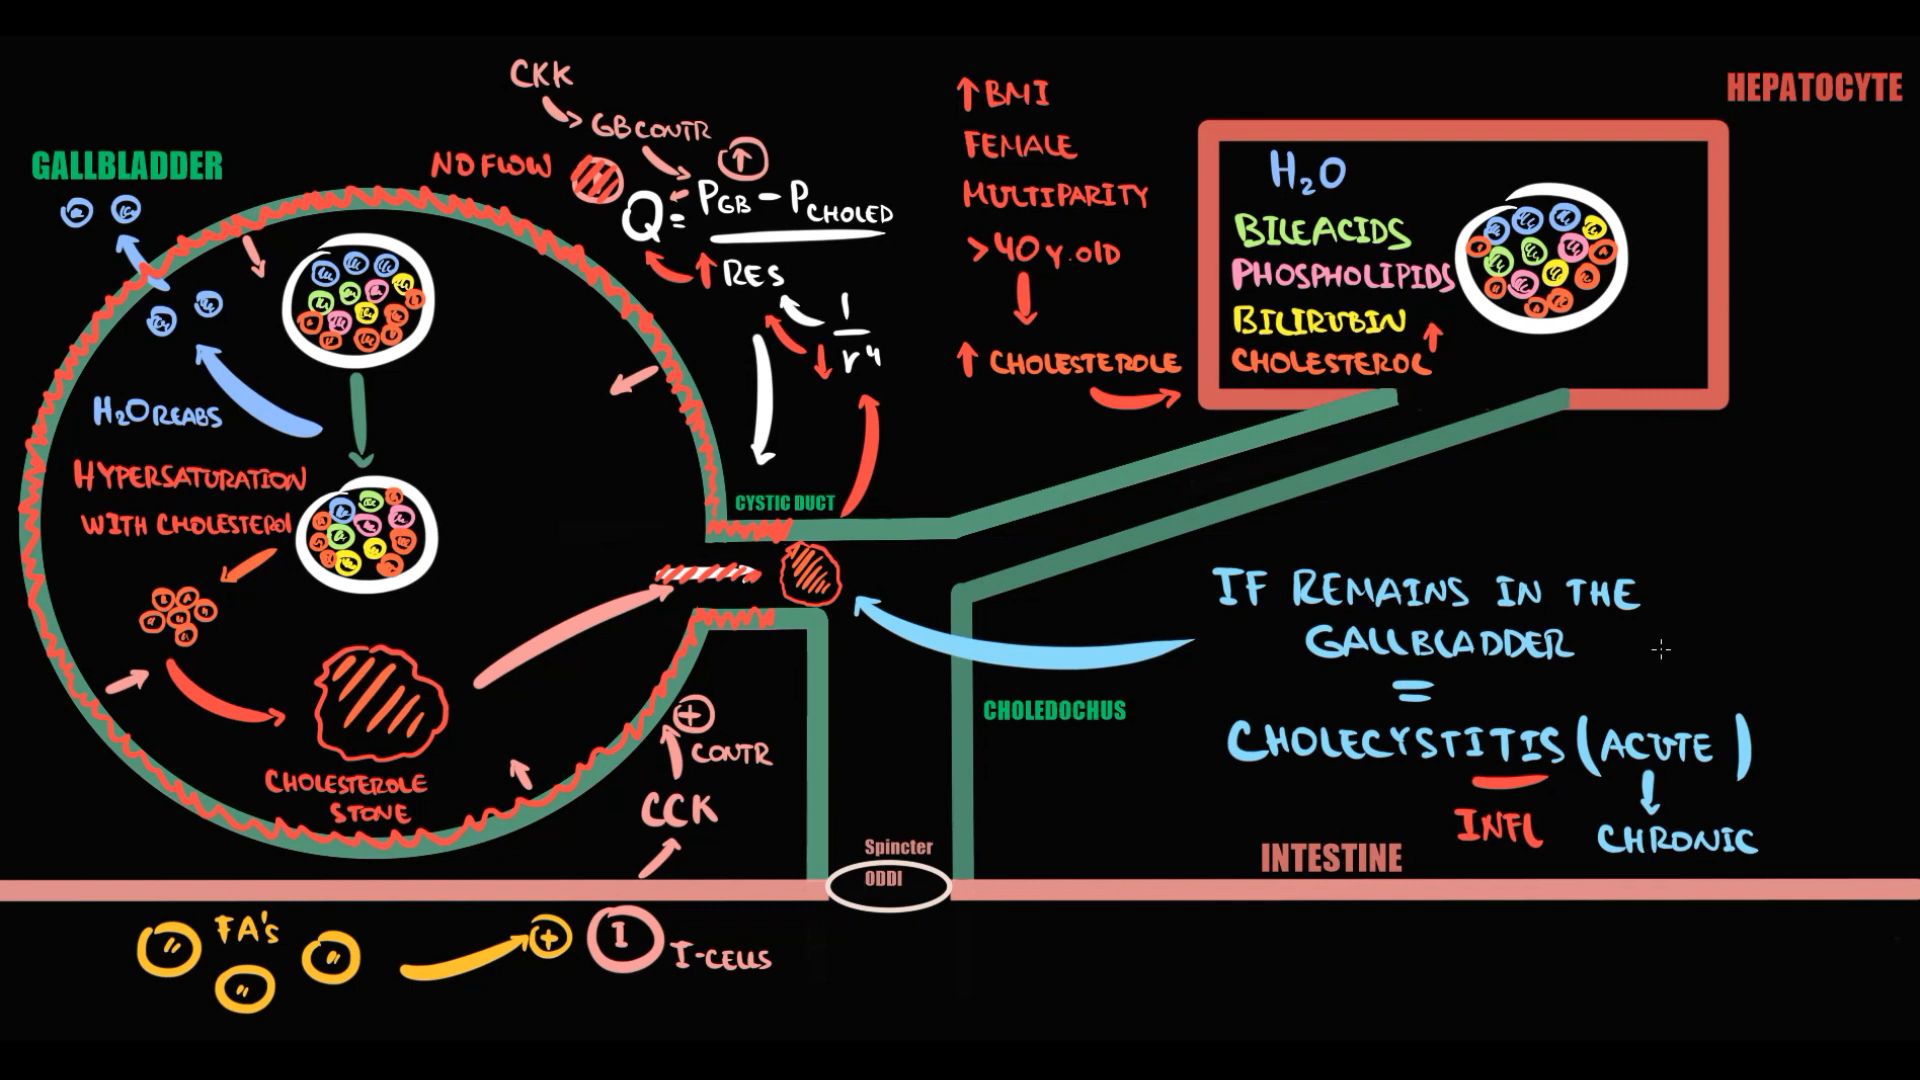 HEPATOCYTE
GALLBLADDER
CKK
GB CONTR
NO FLOW
↑
Q = PGB - PCHOLED
↑ RES
1
↓ r⁴
↑ BMI
FEMALE
MULTIPARITY
>40 y. old
↑ CHOLESTEROLE
H₂O
BILEACIDS
PHOSPHOLIPIDS
BILIRUBIN
CHOLESTEROL ↑
H₂O REABS
HYPERSATURATION
WITH CHOLESTEROL
CHOLESTEROLE
STONE
CYSTIC DUCT
CHOLEDOCHUS
+
CONTR
CCK
IF REMAINS IN THE
GALLBLADDER
=
CHOLECYSTITIS (ACUTE)
INFL
CHRONIC
Spincter
ODDI
INTESTINE
FA's
+
I
I-CELLS